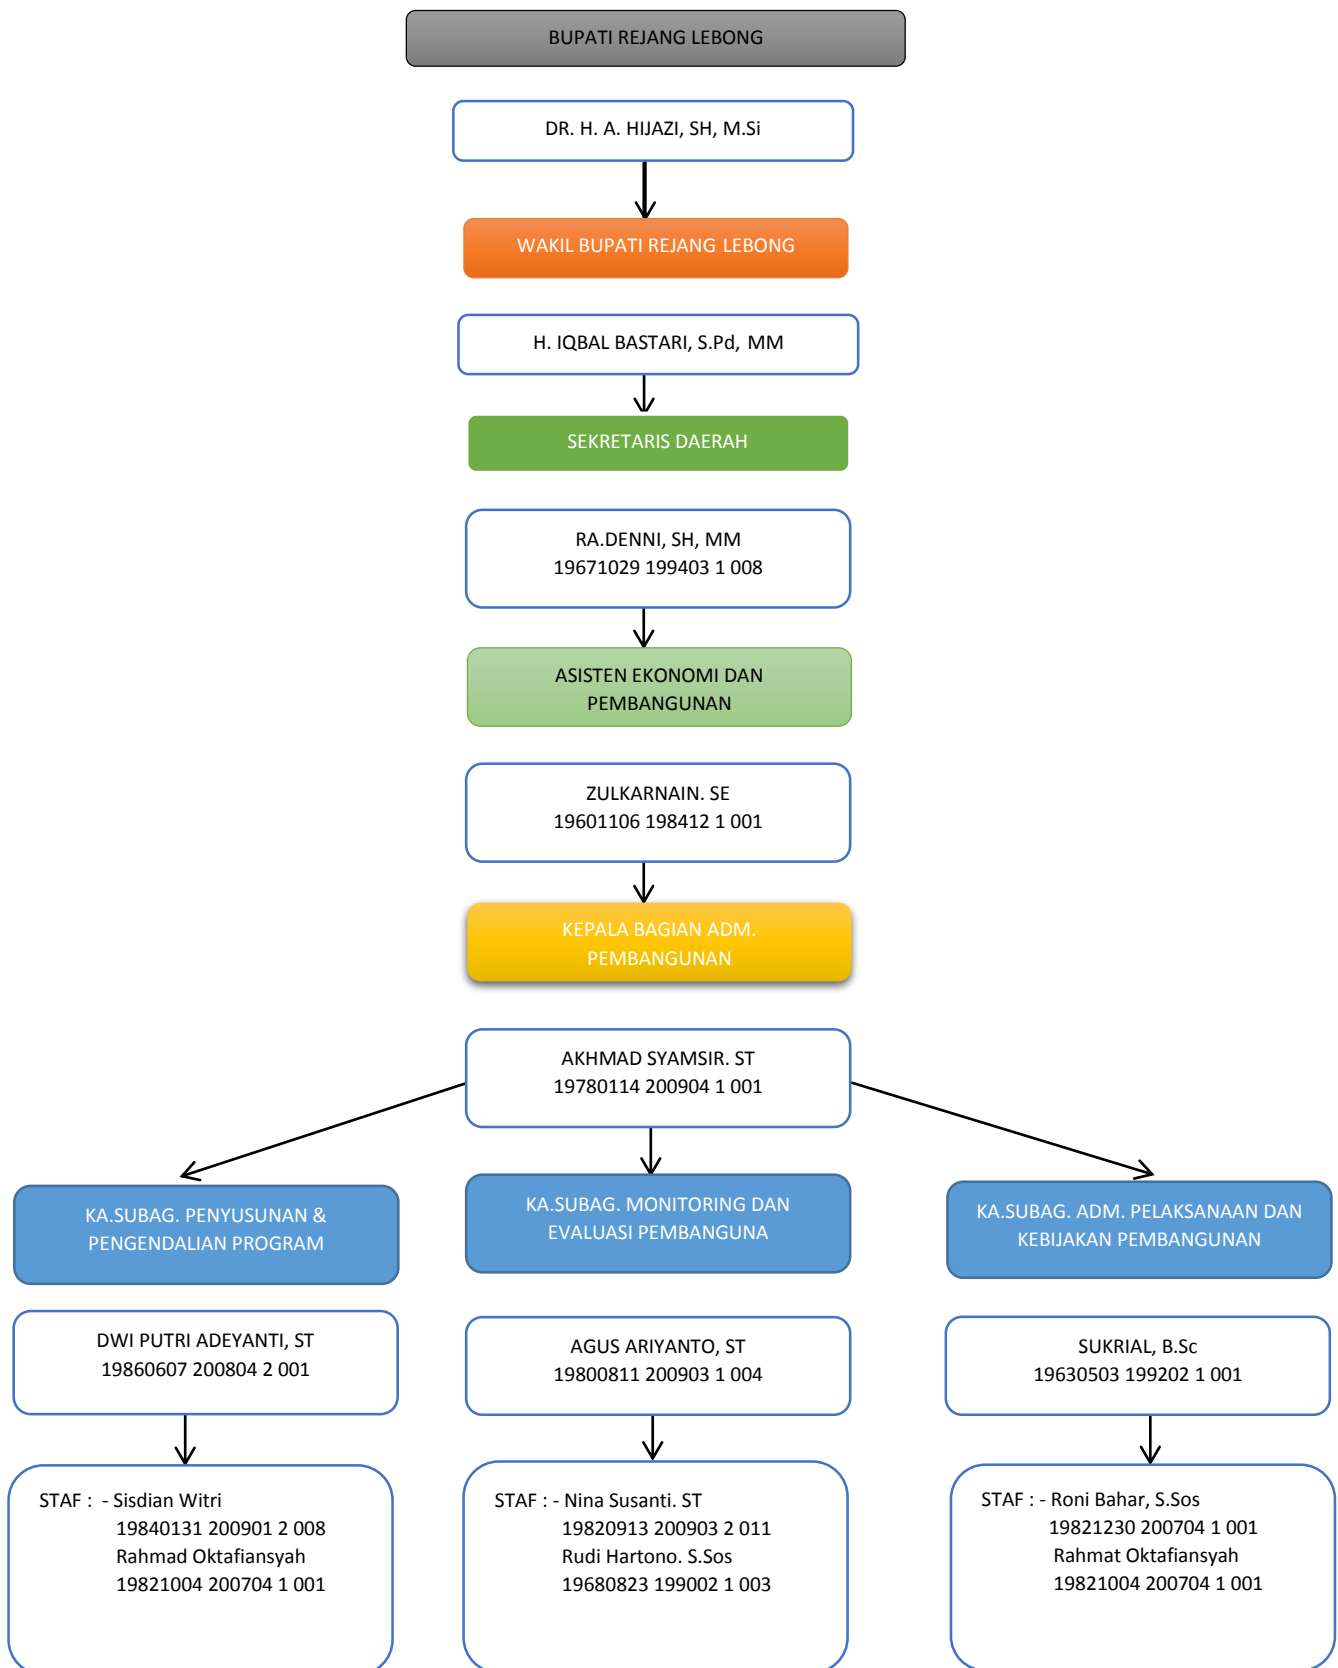 BUPATI REJANG LEBONG
DR. H. A. HIJAZI, SH, M.Si
WAKIL BUPATI REJANG LEBONG
H. IQBAL BASTARI, S.Pd, MM
SEKRETARIS DAERAH
RA.DENNI, SH, MM
19671029 199403 1 008
ASISTEN EKONOMI DAN
PEMBANGUNAN
ZULKARNAIN. SE
19601106 198412 1 001
KEPALA BAGIAN ADM.
PEMBANGUNAN
AKHMAD SYAMSIR. ST
19780114 200904 1 001
KA.SUBAG. PENYUSUNAN &
PENGENDALIAN PROGRAM
DWI PUTRI ADEYANTI, ST
19860607 200804 2 001
STAF :  - Sisdian Witri
19840131 200901 2 008
Rahmad Oktafiansyah
19821004 200704 1 001
KA.SUBAG. MONITORING DAN
EVALUASI PEMBANGUNA
AGUS ARIYANTO, ST
19800811 200903 1 004
STAF : - Nina Susanti. ST
19820913 200903 2 011
Rudi Hartono. S.Sos
19680823 199002 1 003
KA.SUBAG. ADM. PELAKSANAAN DAN
KEBIJAKAN PEMBANGUNAN
SUKRIAL, B.Sc
19630503 199202 1 001
STAF : - Roni Bahar, S.Sos
19821230 200704 1 001
Rahmat Oktafiansyah
19821004 200704 1 001